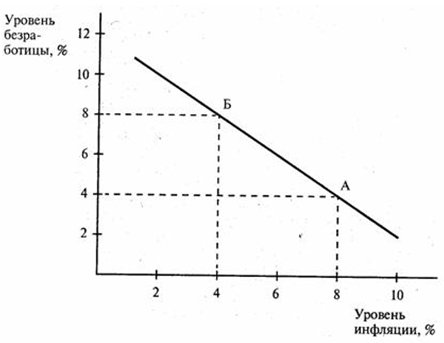 Уровень
безра-
ботицы, %
12
10
8
6
4
2
Б
А
2 4 6 8 10
Уровень
инфляции, %